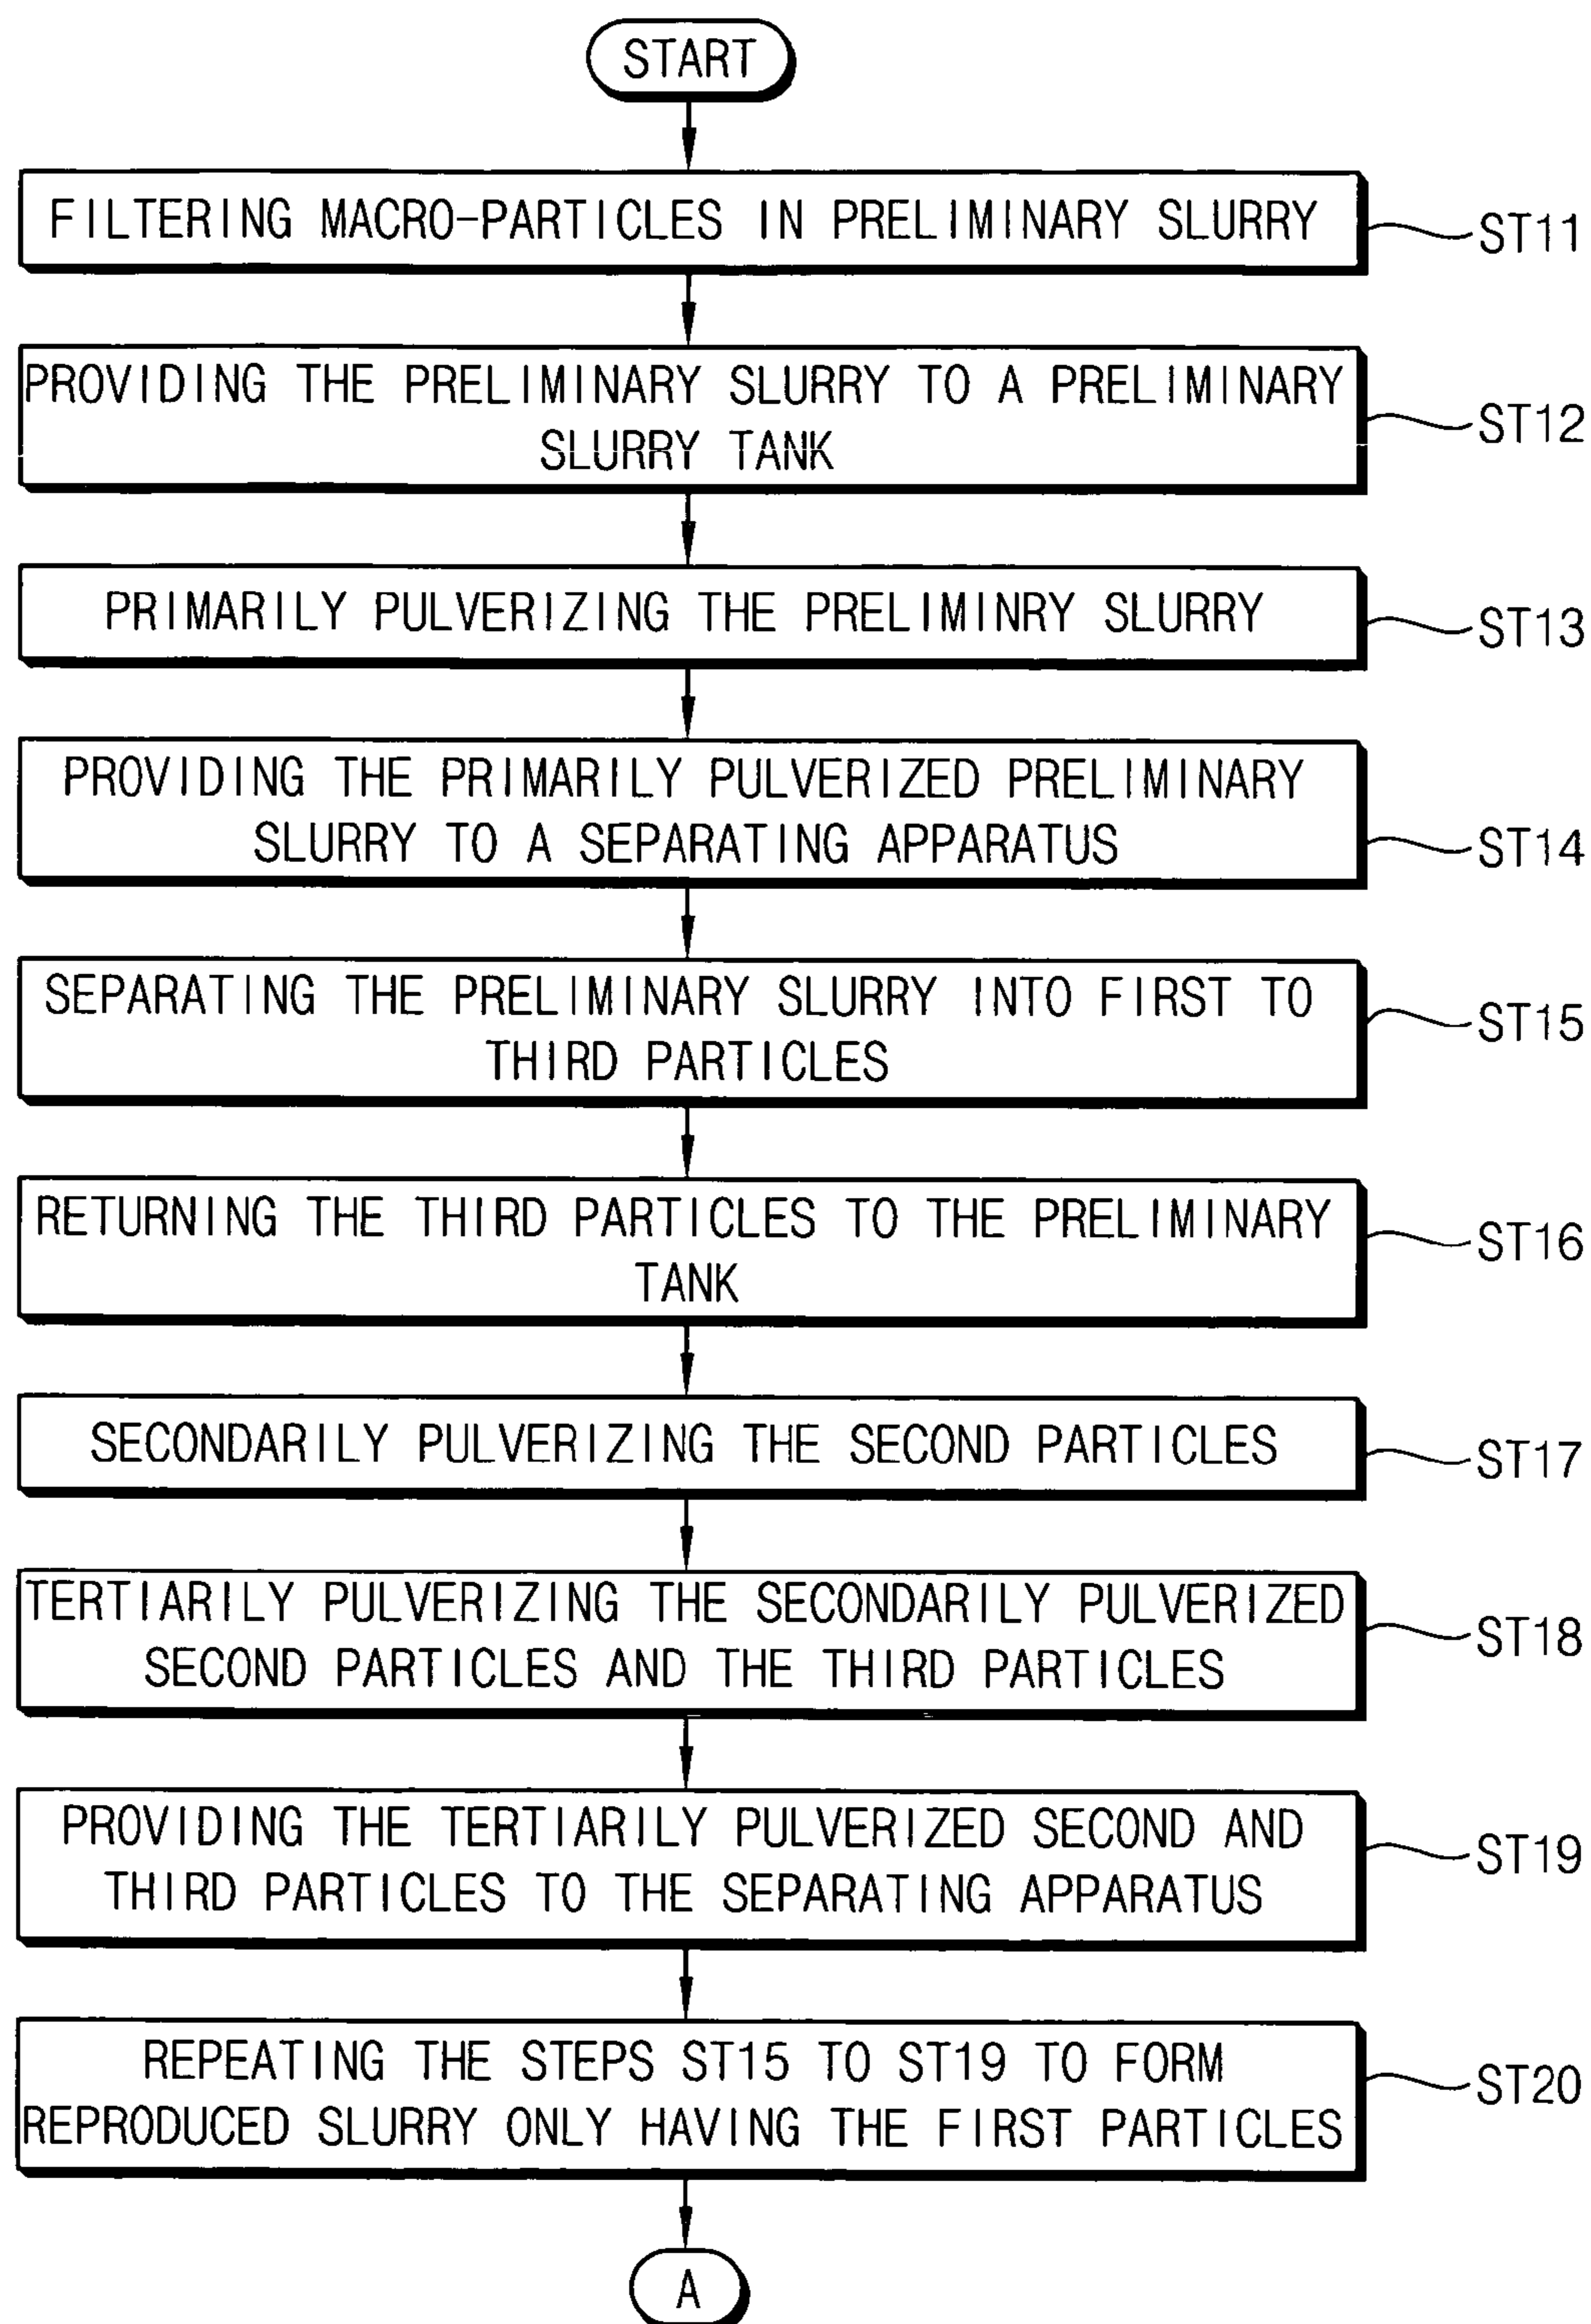 START
FILTERING MACRO-PARTICLES IN PRELIMINARY SLURRY
ST11
PROVIDING THE PRELIMINARY SLURRY TO A PRELIMINARY
SLURRY TANK
ST12
PRIMARILY PULVERIZING THE PRELIMINRY SLURRY
ST13
PROVIDING THE PRIMARILY PULVERIZED PRELIMINARY
SLURRY TO A SEPARATING APPARATUS
ST14
SEPARATING THE PRELIMINARY SLURRY INTO FIRST TO
THIRD PARTICLES
ST15
RETURNING THE THIRD PARTICLES TO THE PRELIMINARY
TANK
ST16
SECONDARILY PULVERIZING THE SECOND PARTICLES
ST17
TERTIARILY PULVERIZING THE SECONDARILY PULVERIZED
SECOND PARTICLES AND THE THIRD PARTICLES
ST18
PROVIDING THE TERTIARILY PULVERIZED SECOND AND
THIRD PARTICLES TO THE SEPARATING APPARATUS
ST19
REPEATING THE STEPS ST15 TO ST19 TO FORM
REPRODUCED SLURRY ONLY HAVING THE FIRST PARTICLES
ST20
A